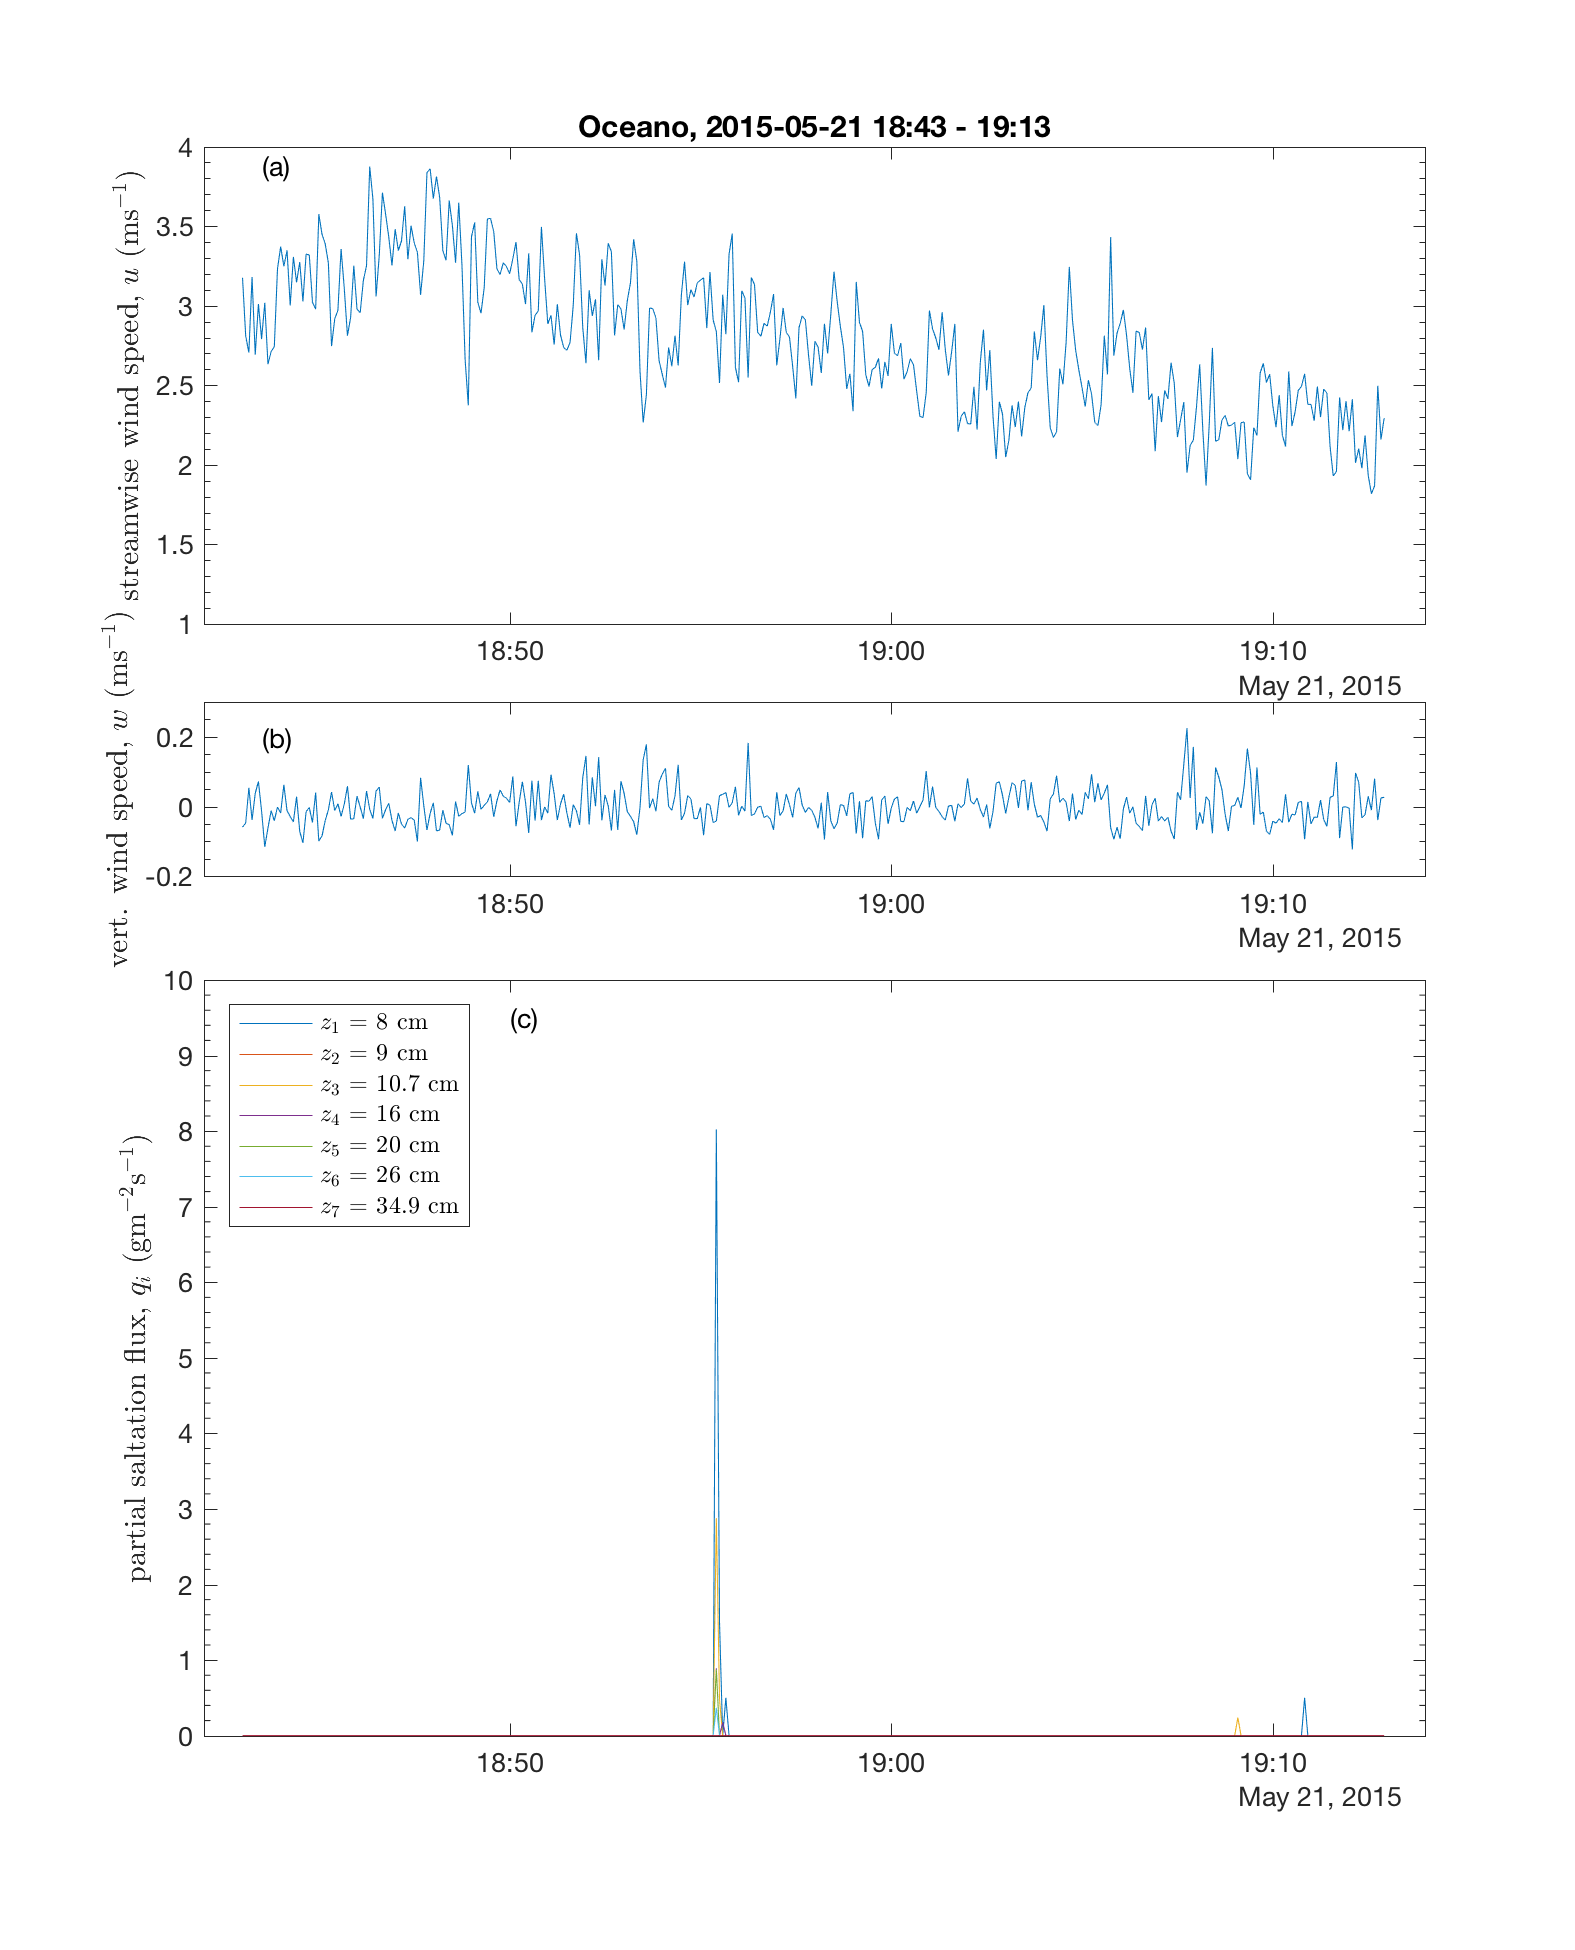 Oceano, 2015-05-21 18:43 - 19:13
(a)
streamwise wind speed, u (ms⁻¹)
4
3.5
3
2.5
2
1.5
1
18:50 19:00 19:10
May 21, 2015
(b)
vert. wind speed, w (ms⁻¹)
0.2
0
-0.2
18:50 19:00 19:10
May 21, 2015
(c)
partial saltation flux, qᵢ (gm⁻²s⁻¹)
10
9
8
7
6
5
4
3
2
1
0
z₁ = 8 cm
z₂ = 9 cm
z₃ = 10.7 cm
z₄ = 16 cm
z₅ = 20 cm
z₆ = 26 cm
z₇ = 34.9 cm
18:50 19:00 19:10
May 21, 2015